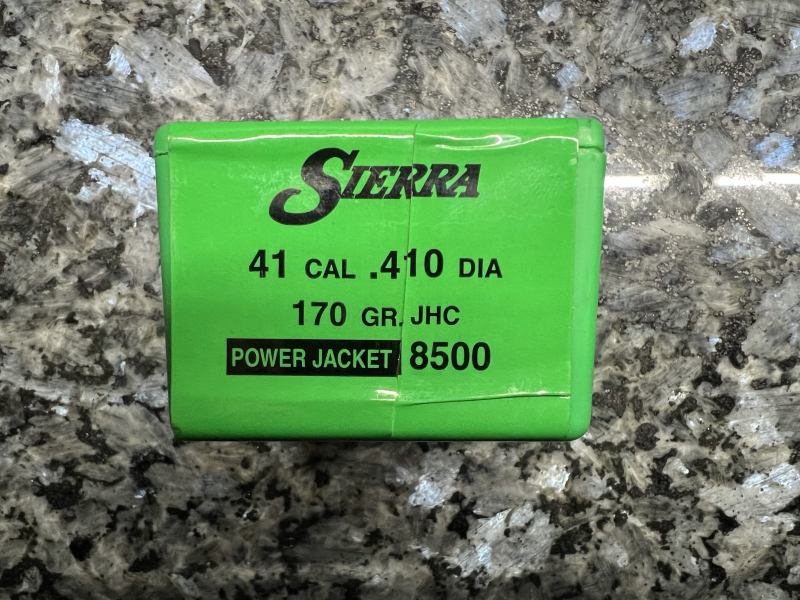 SIERRA
41 CAL .410 DIA
170 GR. JHC
POWER JACKET 8500